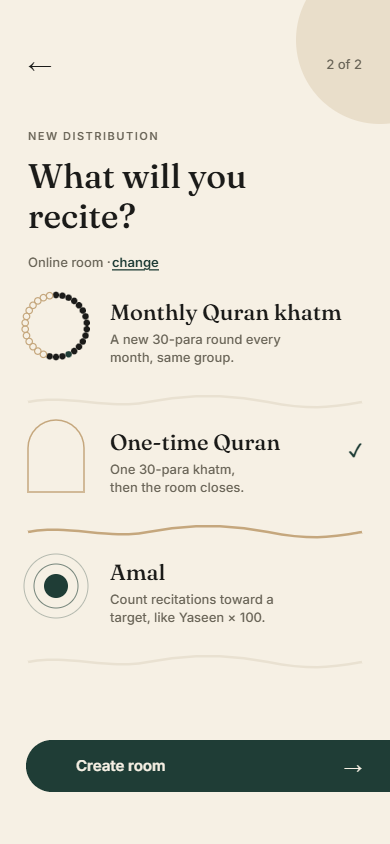 ←
2 of 2
NEW DISTRIBUTION
What will you
recite?
Online room · change
Monthly Quran khatm
A new 30-para round every
month, same group.
One-time Quran
✓
One 30-para khatm,
then the room closes.
Amal
Count recitations toward a
target, like Yaseen × 100.
Create room →